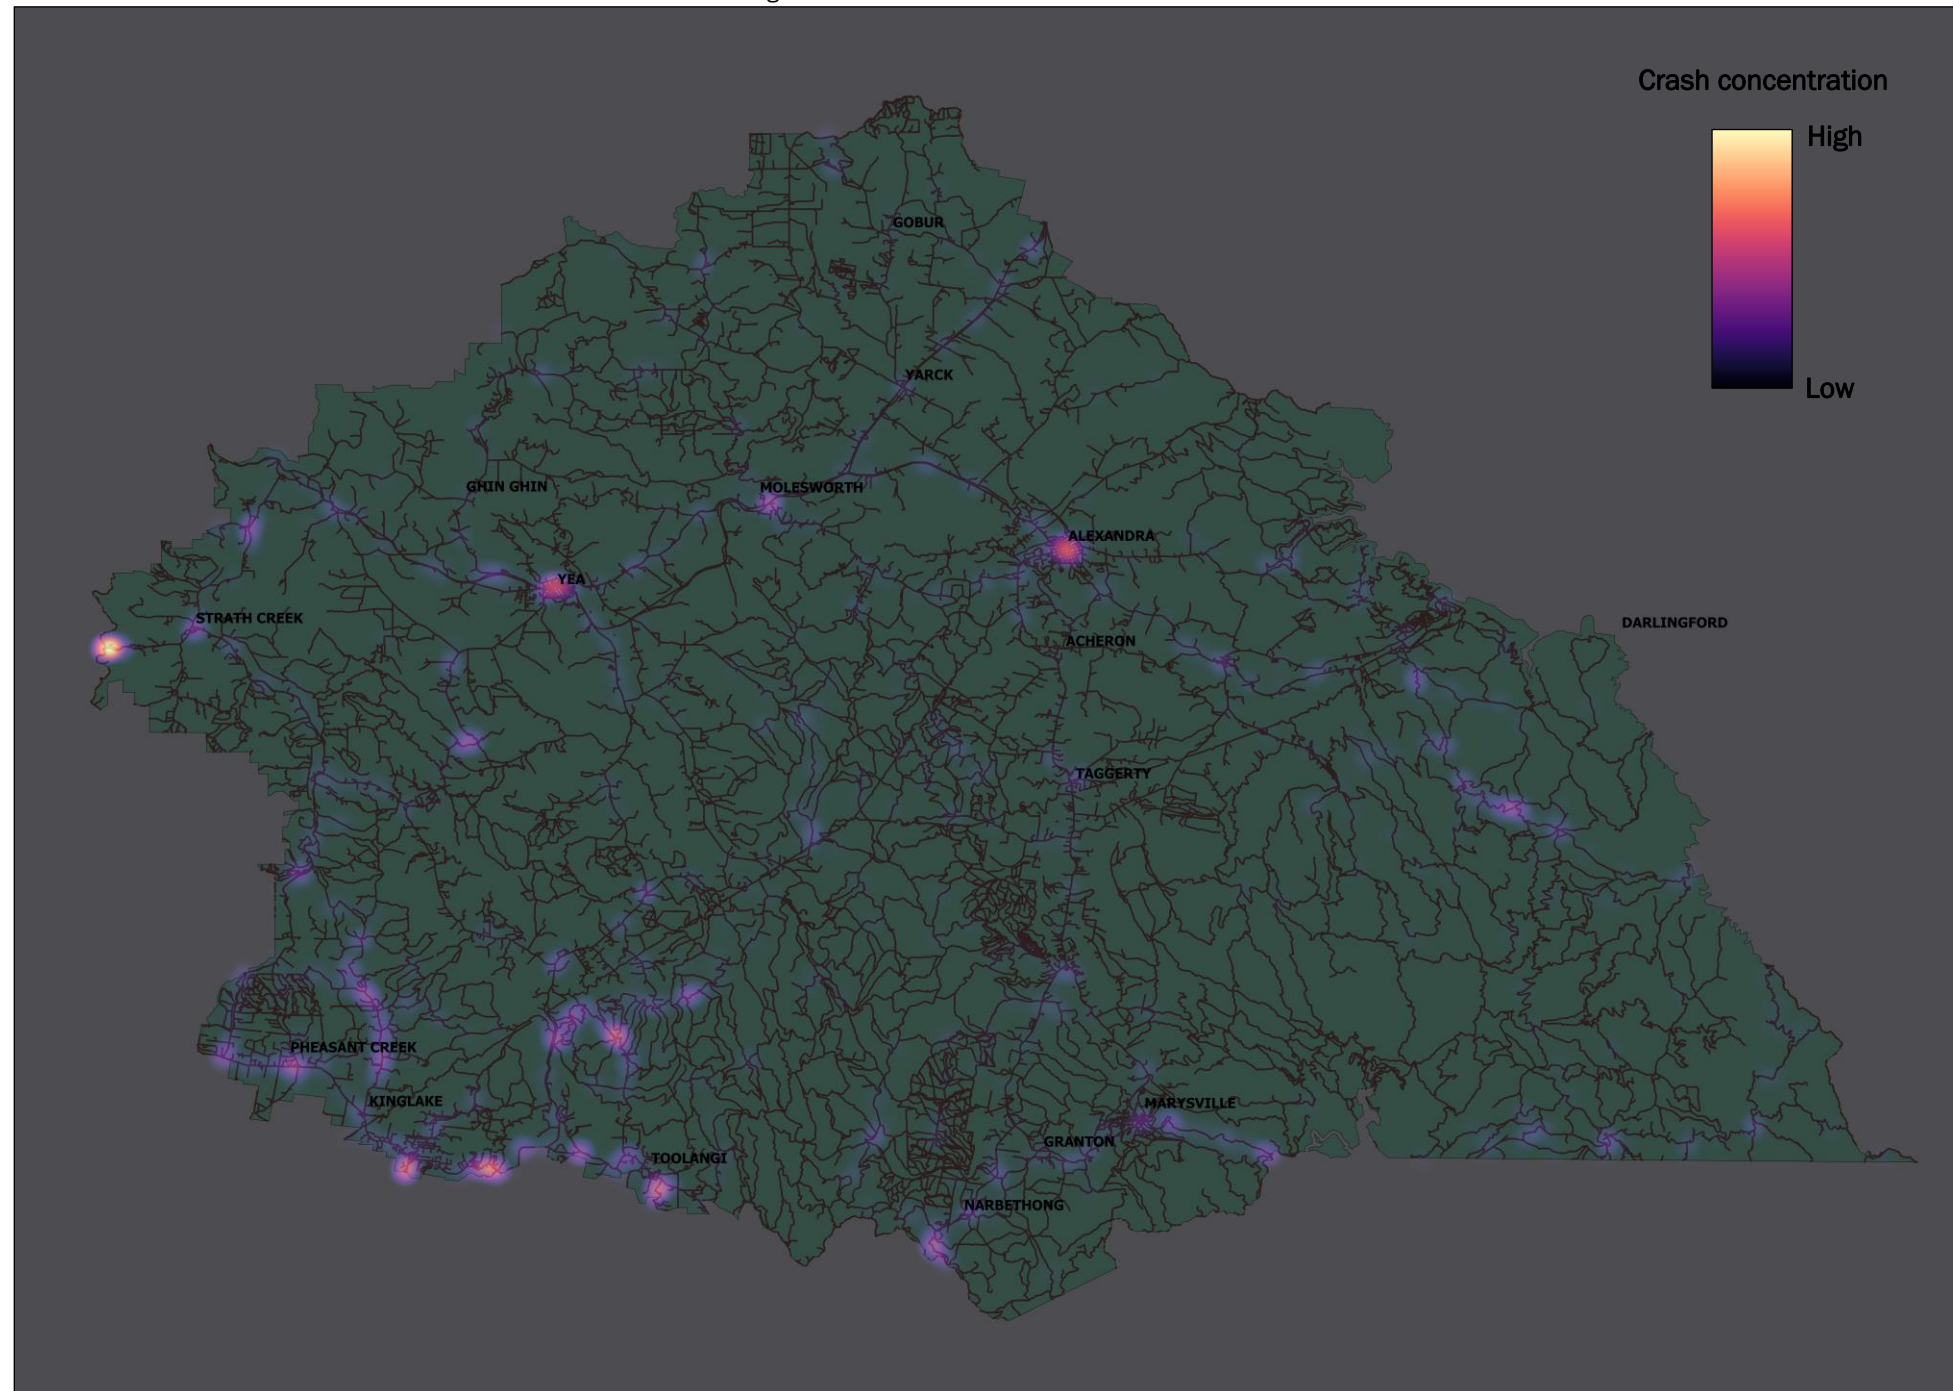 Crash concentration
High
Low
GOBUR
YARCK
GHIN GHIN
MOLESWORTH
ALEXANDRA
YEA
STRATH CREEK
DARLINGFORD
ACHERON
TAGGERTY
PHEASANT CREEK
KINGLAKE
MARYSVILLE
GRANTON
TOOLANGI
NARBETHONG